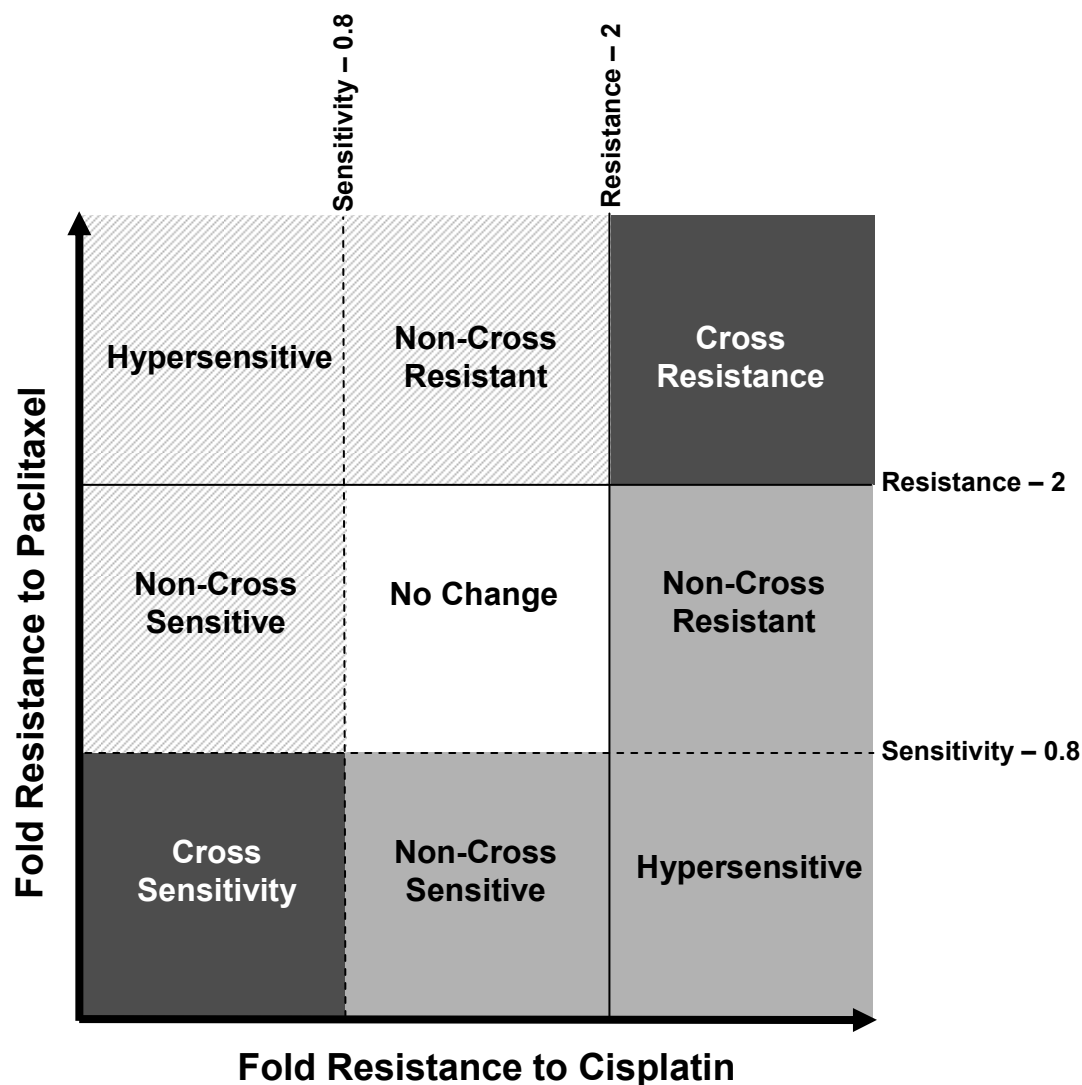 Sensitivity – 0.8
Resistance – 2
Hypersensitive
Non-Cross
Resistant
Cross
Resistance
Resistance – 2
Non-Cross
Sensitive
No Change
Non-Cross
Resistant
Sensitivity – 0.8
Cross
Sensitivity
Non-Cross
Sensitive
Hypersensitive
Fold Resistance to Paclitaxel
Fold Resistance to Cisplatin